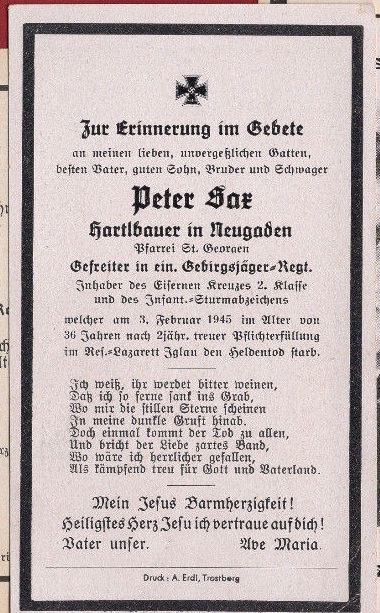 Zur Erinnerung im Gebete
an meinen lieben, unvergeßlichen Gatten,
besten Vater, guten Sohn, Bruder und Schwager
Peter Sax
Hartlbauer in Neugaden
Pfarrei St. Georgen
Gefreiter in ein. Gebirgsjäger-Regt.
Inhaber des Eisernen Kreuzes 2. Klasse
und des Infant.-Sturmabzeichens
welcher am 3. Februar 1945 im Alter von
36 Jahren nach 2jähr. treuer Pflichterfüllung
im Res.-Lazarett Iglau den Heldentod starb.
Ich weiß, ihr werdet bitter weinen,
Daß ich so ferne sank ins Grab,
Wo mir die stillen Sterne scheinen
In meine dunkle Gruft hinab.
Doch einmal kommt der Tod zu allen,
Und bricht der Liebe zartes Band,
Wo wäre ich herrlicher gefallen,
Als kämpfend treu für Gott und Vaterland.
Mein Jesus Barmherzigkeit!
Heiligstes Herz Jesu ich vertraue auf dich!
Vater unser. Ave Maria.
Druck: A. Erdl, Trostberg